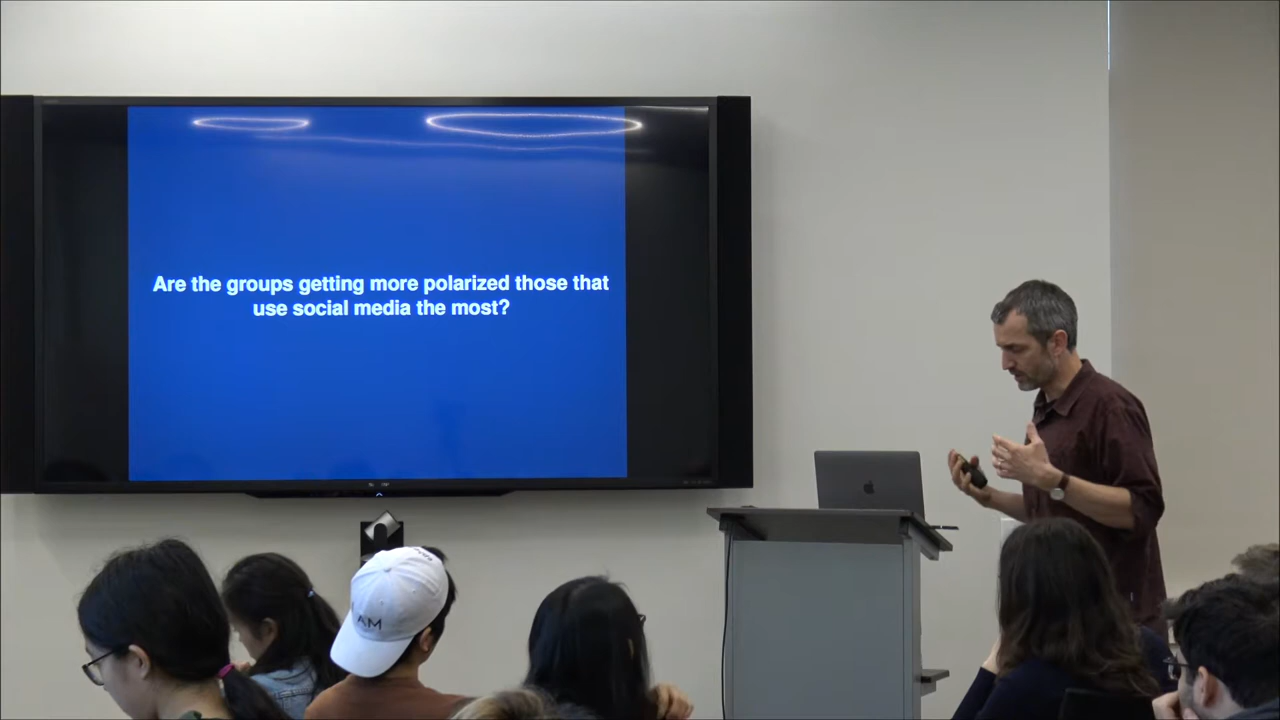 Are the groups getting more polarized those that
use social media the most?